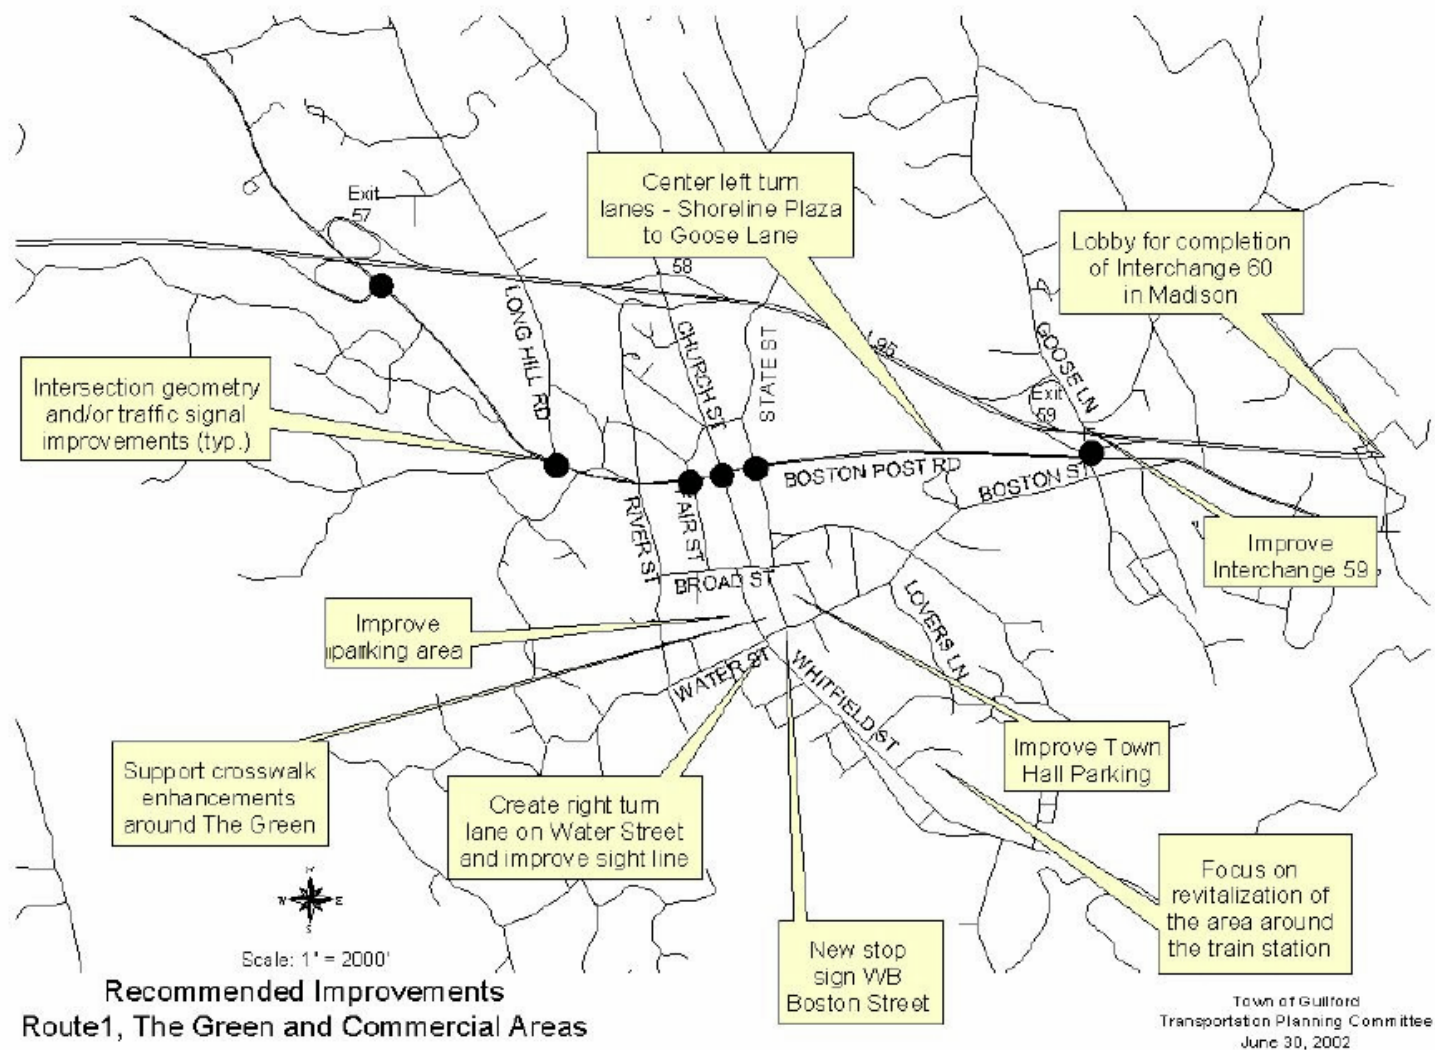 Exit
57
Center left turn
lanes - Shoreline Plaza
to Goose Lane
Lobby for completion
of Interchange 60
in Madison
58
LONG HILL RD
CHURCH ST
STATE ST
I 95
GOOSE LN
Exit
59
Intersection geometry
and/or traffic signal
improvements (typ.)
BOSTON POST RD
BOSTON ST
RIVER ST
FAIR ST
BROAD ST
Improve
Interchange 59
LOVERS LN
Improve
parking area
WATER ST
WHITFIELD ST
Support crosswalk
enhancements
around The Green
Create right turn
lane on Water Street
and improve sight line
Improve Town
Hall Parking
Focus on
revitalization of
the area around
the train station
New stop
sign WB
Boston Street
N
W E
S
Scale: 1" = 2000'
Recommended Improvements
Route1, The Green and Commercial Areas
Town of Guilford
Transportation Planning Committee
June 30, 2002